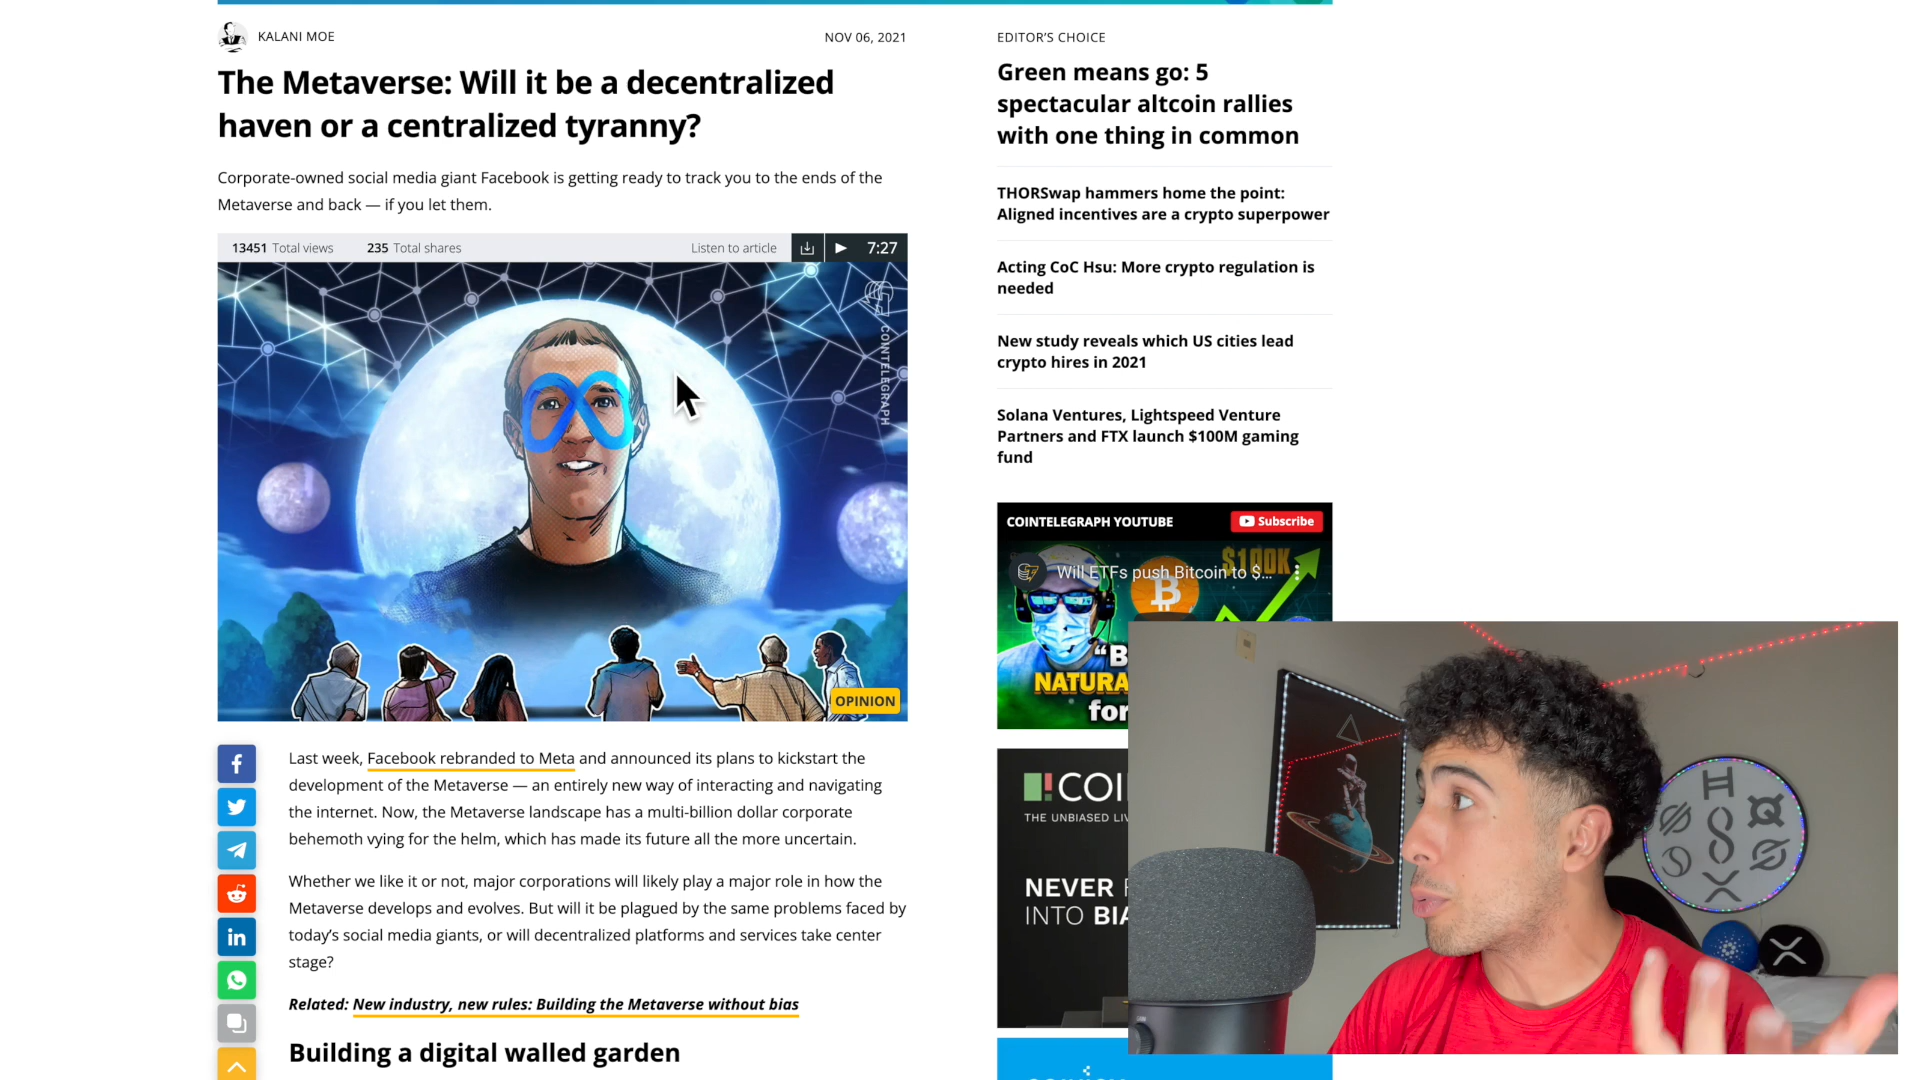 KALANI MOE
NOV 06, 2021
The Metaverse: Will it be a decentralized
haven or a centralized tyranny?
Corporate-owned social media giant Facebook is getting ready to track you to the ends of the
Metaverse and back — if you let them.
13451 Total views 235 Total shares Listen to article 7:27
COINTELEGRAPH
OPINION
Last week, Facebook rebranded to Meta and announced its plans to kickstart the
development of the Metaverse — an entirely new way of interacting and navigating
the internet. Now, the Metaverse landscape has a multi-billion dollar corporate
behemoth vying for the helm, which has made its future all the more uncertain.
Whether we like it or not, major corporations will likely play a major role in how the
Metaverse develops and evolves. But will it be plagued by the same problems faced by
today's social media giants, or will decentralized platforms and services take center
stage?
Related: New industry, new rules: Building the Metaverse without bias
Building a digital walled garden
EDITOR'S CHOICE
Green means go: 5
spectacular altcoin rallies
with one thing in common
THORSwap hammers home the point:
Aligned incentives are a crypto superpower
Acting CoC Hsu: More crypto regulation is
needed
New study reveals which US cities lead
crypto hires in 2021
Solana Ventures, Lightspeed Venture
Partners and FTX launch $100M gaming
fund
COINTELEGRAPH YOUTUBE
Subscribe
$100K
Will ETFs push Bitcoin to $...
"B
NATURA
for
COI
THE UNBIASED LIV
NEVER
INTO BIA